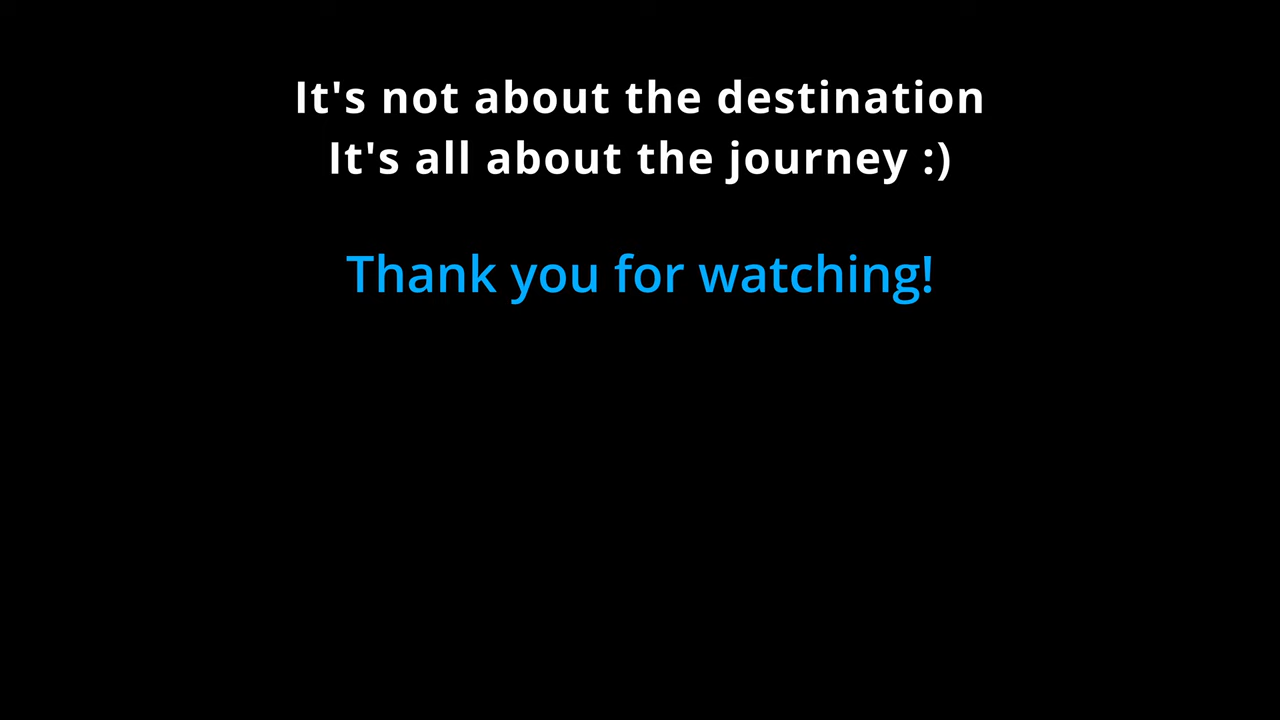 It's not about the destination
It's all about the journey :)
Thank you for watching!